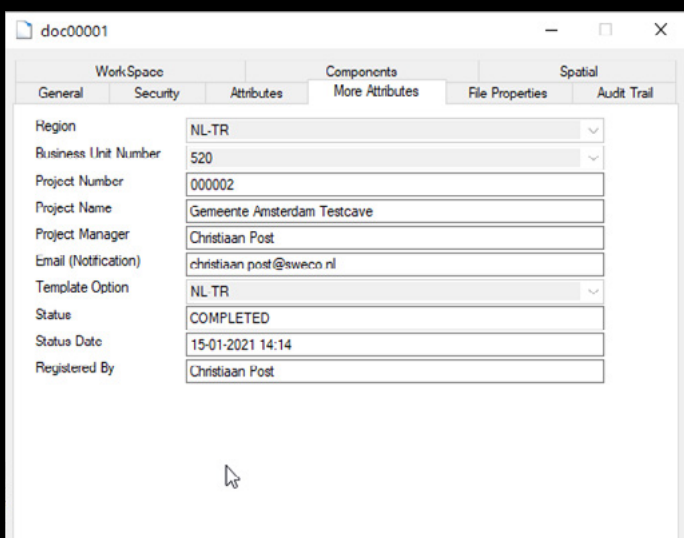 doc00001
WorkSpace Components Spatial
General Security Attributes More Attributes File Properties Audit Trail
Region NL-TR
Business Unit Number 520
Project Number 000002
Project Name Gemeente Amsterdam Testcave
Project Manager Christiaan Post
Email (Notification) christiaan.post@sweco.nl
Template Option NL-TR
Status COMPLETED
Status Date 15-01-2021 14:14
Registered By Christiaan Post